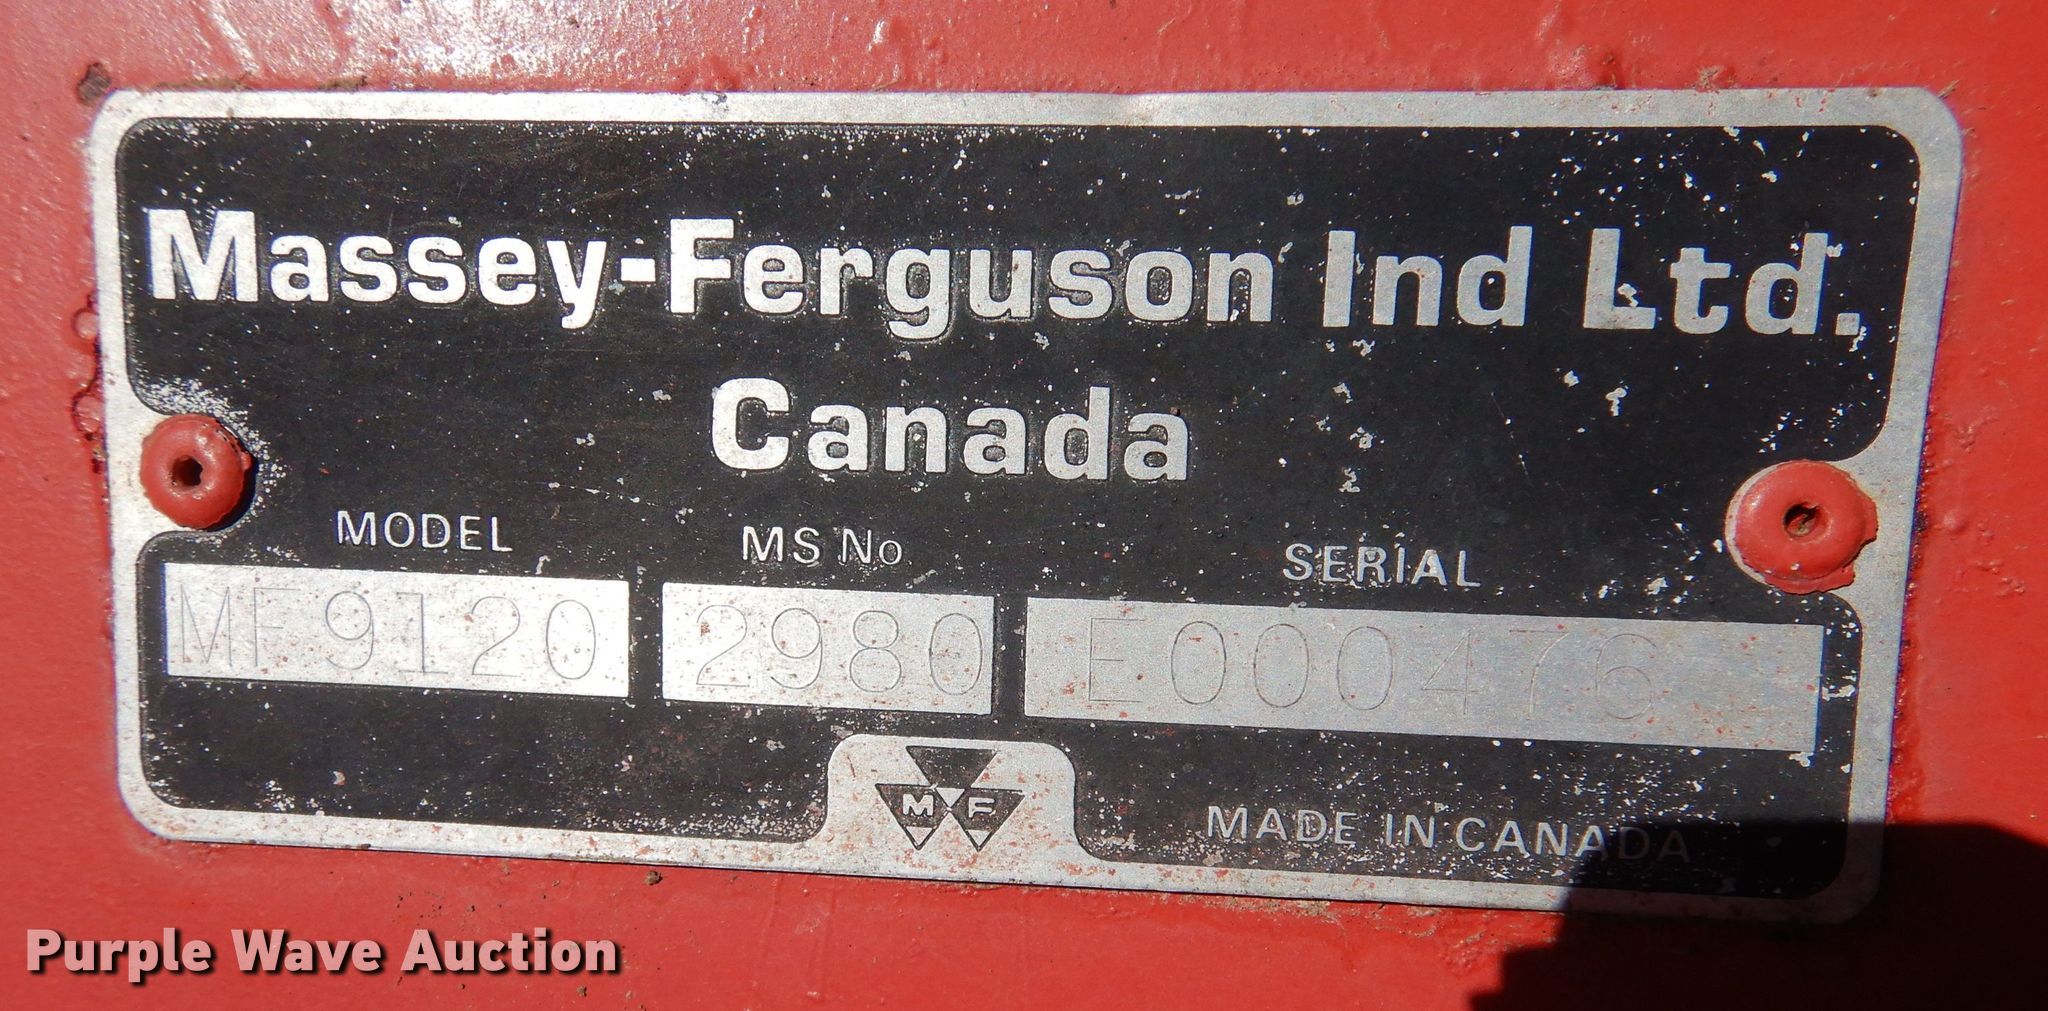 Massey-Ferguson Ind Ltd.
Canada
MODEL MS No SERIAL
MF9120 2980 E000476
M F
MADE IN CANADA
Purple Wave Auction